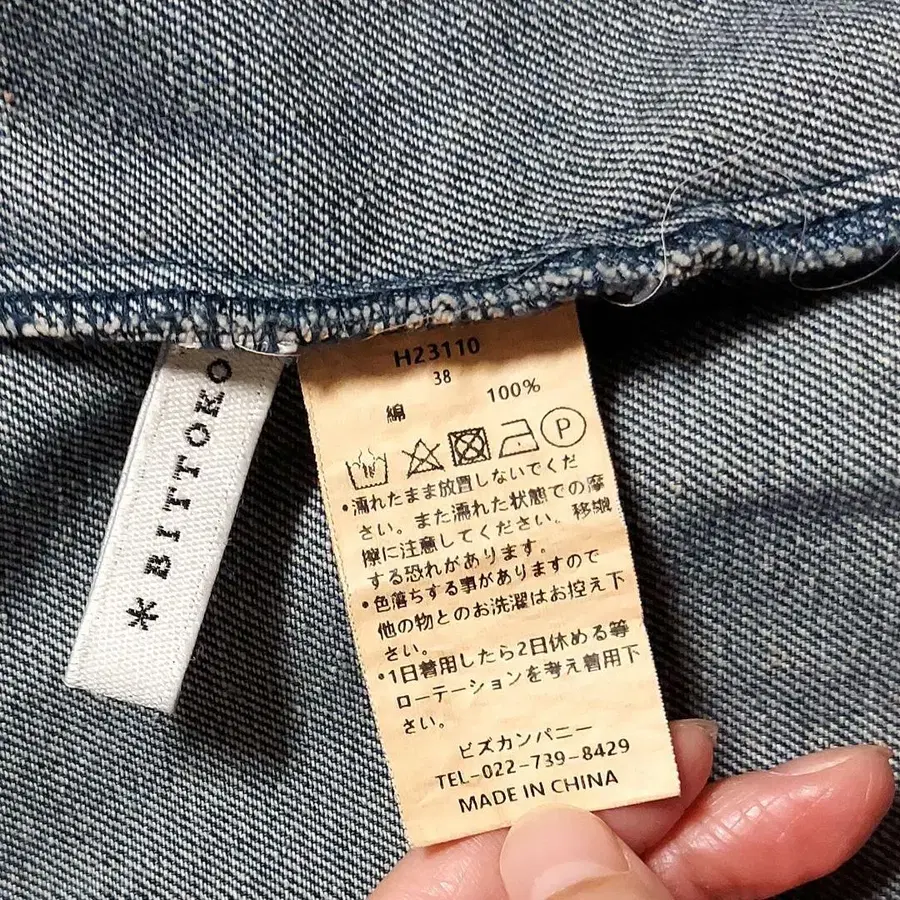 *BITTOKO
H23110
38
綿 100%
P
•濡れたまま放置しないでくだ
さい。また濡れた状態での摩
擦に注意してください。移染
する恐れがあります。
•色落ちする事がありますので
他の物とのお洗濯はお控え下
さい。
•1日着用したら2日休める等
ローテーションを考え着用下
さい。
ビズカンパニー
TEL-022-739-8429
MADE IN CHINA